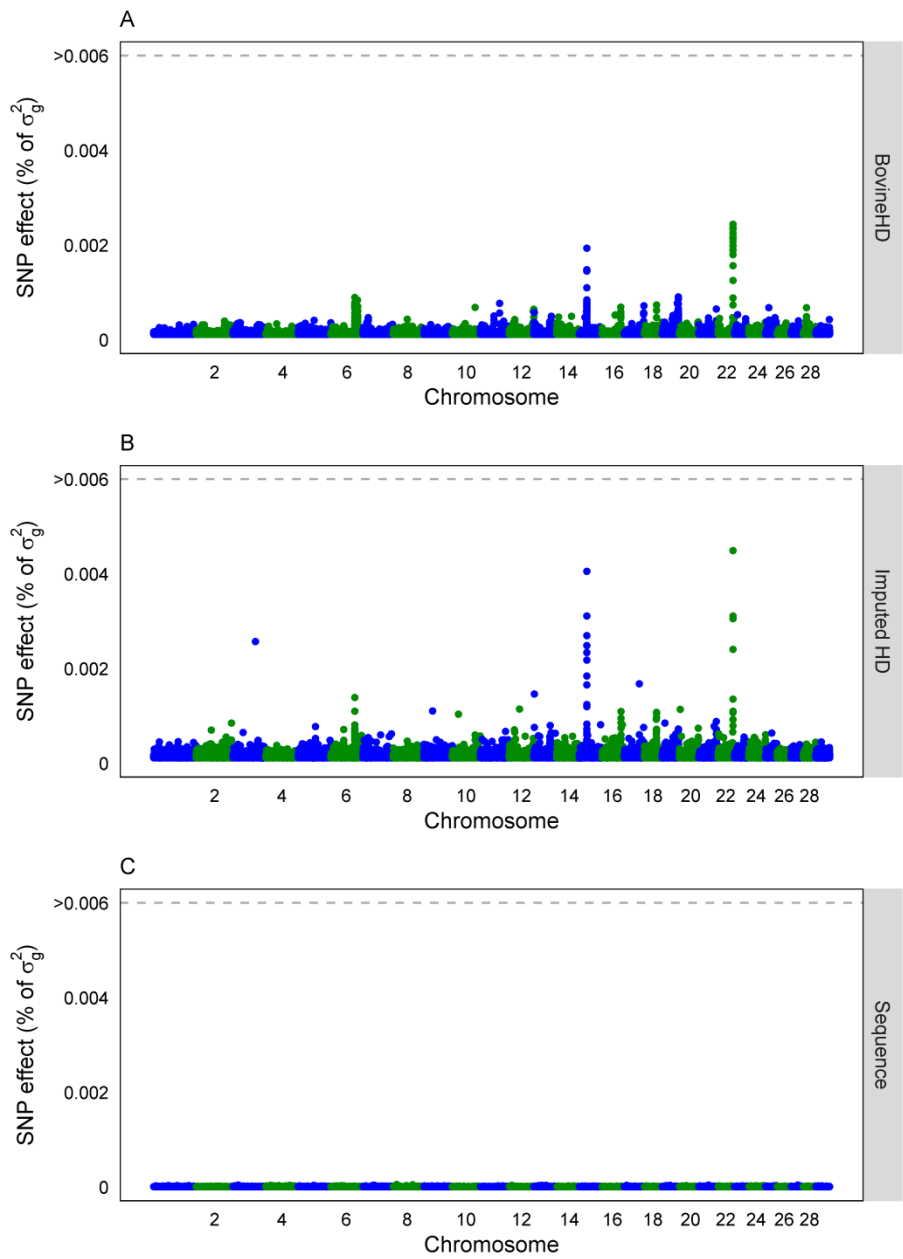 A
SNP effect (% of σ²g)
>0.006
0.004
0.002
0
2 4 6 8 10 12 14 16 18 20 22 24 26 28
Chromosome
BovineHD
B
SNP effect (% of σ²g)
>0.006
0.004
0.002
0
2 4 6 8 10 12 14 16 18 20 22 24 26 28
Chromosome
Imputed HD
C
SNP effect (% of σ²g)
>0.006
0.004
0.002
0
2 4 6 8 10 12 14 16 18 20 22 24 26 28
Chromosome
Sequence